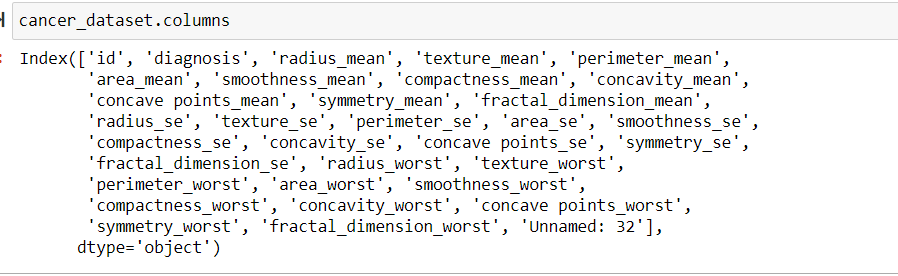 cancer_dataset.columns
Index(['id', 'diagnosis', 'radius_mean', 'texture_mean', 'perimeter_mean',
'area_mean', 'smoothness_mean', 'compactness_mean', 'concavity_mean',
'concave points_mean', 'symmetry_mean', 'fractal_dimension_mean',
'radius_se', 'texture_se', 'perimeter_se', 'area_se', 'smoothness_se',
'compactness_se', 'concavity_se', 'concave points_se', 'symmetry_se',
'fractal_dimension_se', 'radius_worst', 'texture_worst',
'perimeter_worst', 'area_worst', 'smoothness_worst',
'compactness_worst', 'concavity_worst', 'concave points_worst',
'symmetry_worst', 'fractal_dimension_worst', 'Unnamed: 32'],
dtype='object')